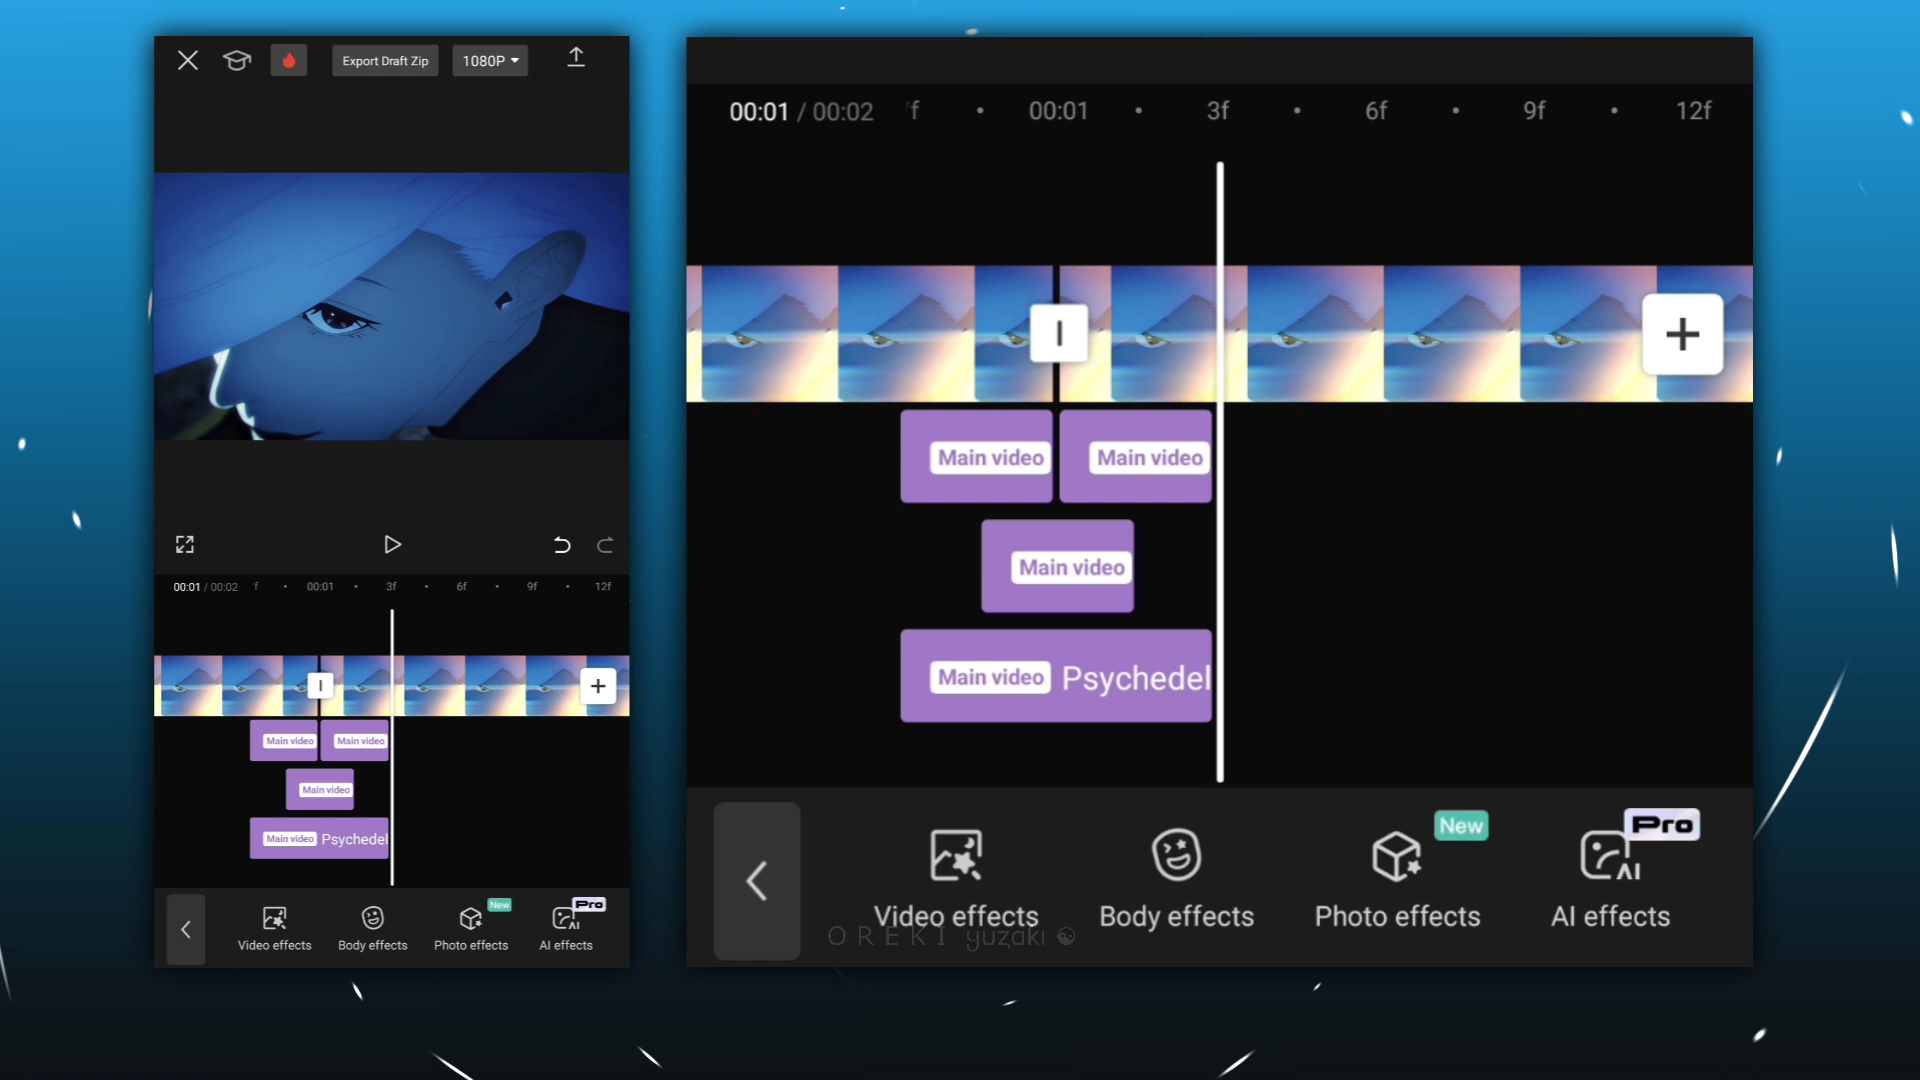 Export Draft Zip
1080P
00:01 / 00:02 f 00:01 3f 6f 9f 12f
Main video Main video
Main video
Main video Psychedel
Video effects Body effects Photo effects New AI effects Pro AI
00:01 / 00:02 f 00:01 3f 6f 9f 12f
Main video Main video
Main video
Main video Psychedel
New Pro
AI
Video effects Body effects Photo effects AI effects
OREKI yuzaki